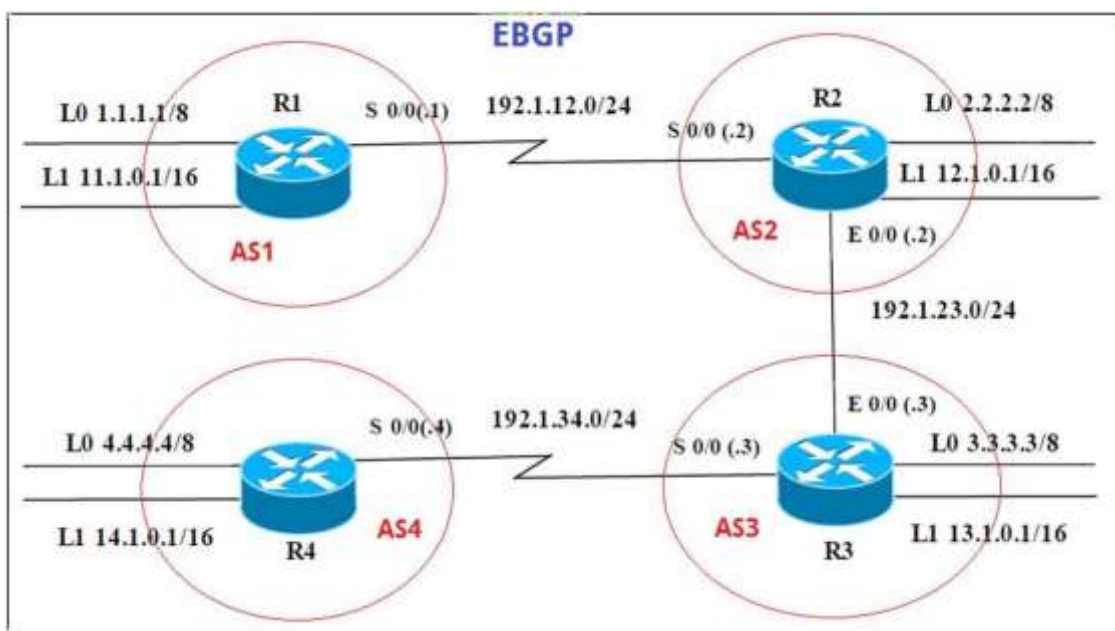 EBGP
R1
L0 1.1.1.1/8
S 0/0(.1)
192.1.12.0/24
R2
L0 2.2.2.2/8
S 0/0 (.2)
L1 11.1.0.1/16
L1 12.1.0.1/16
AS1
AS2
E 0/0 (.2)
192.1.23.0/24
E 0/0 (.3)
192.1.34.0/24
S 0/0(.4)
L0 4.4.4.4/8
S 0/0 (.3)
L0 3.3.3.3/8
L1 14.1.0.1/16
AS4
AS3
L1 13.1.0.1/16
R4
R3